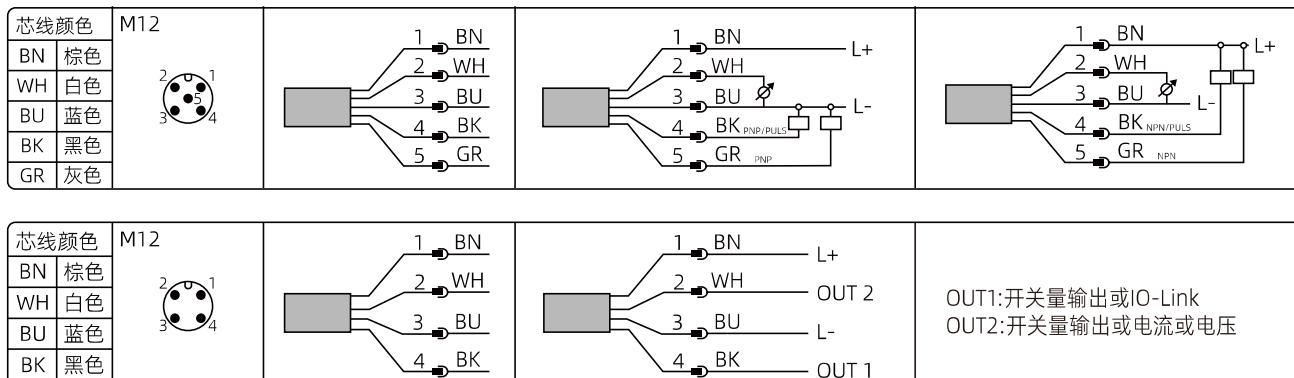 芯线颜色
BN 棕色
WH 白色
BU 蓝色
BK 黑色
GR 灰色
M12
2 1
5
3 4
1 BN
2 WH
3 BU
4 BK
5 GR
1 BN L+
2 WH
3 BU L-
4 BK PNP/PULS
5 GR PNP
1 BN L+
2 WH
3 BU L-
4 BK NPN/PULS
5 GR NPN
芯线颜色
BN 棕色
WH 白色
BU 蓝色
BK 黑色
M12
2 1
3 4
1 BN
2 WH
3 BU
4 BK
1 BN L+
2 WH OUT 2
3 BU L-
4 BK OUT 1
OUT1:开关量输出或IO-Link
OUT2:开关量输出或电流或电压